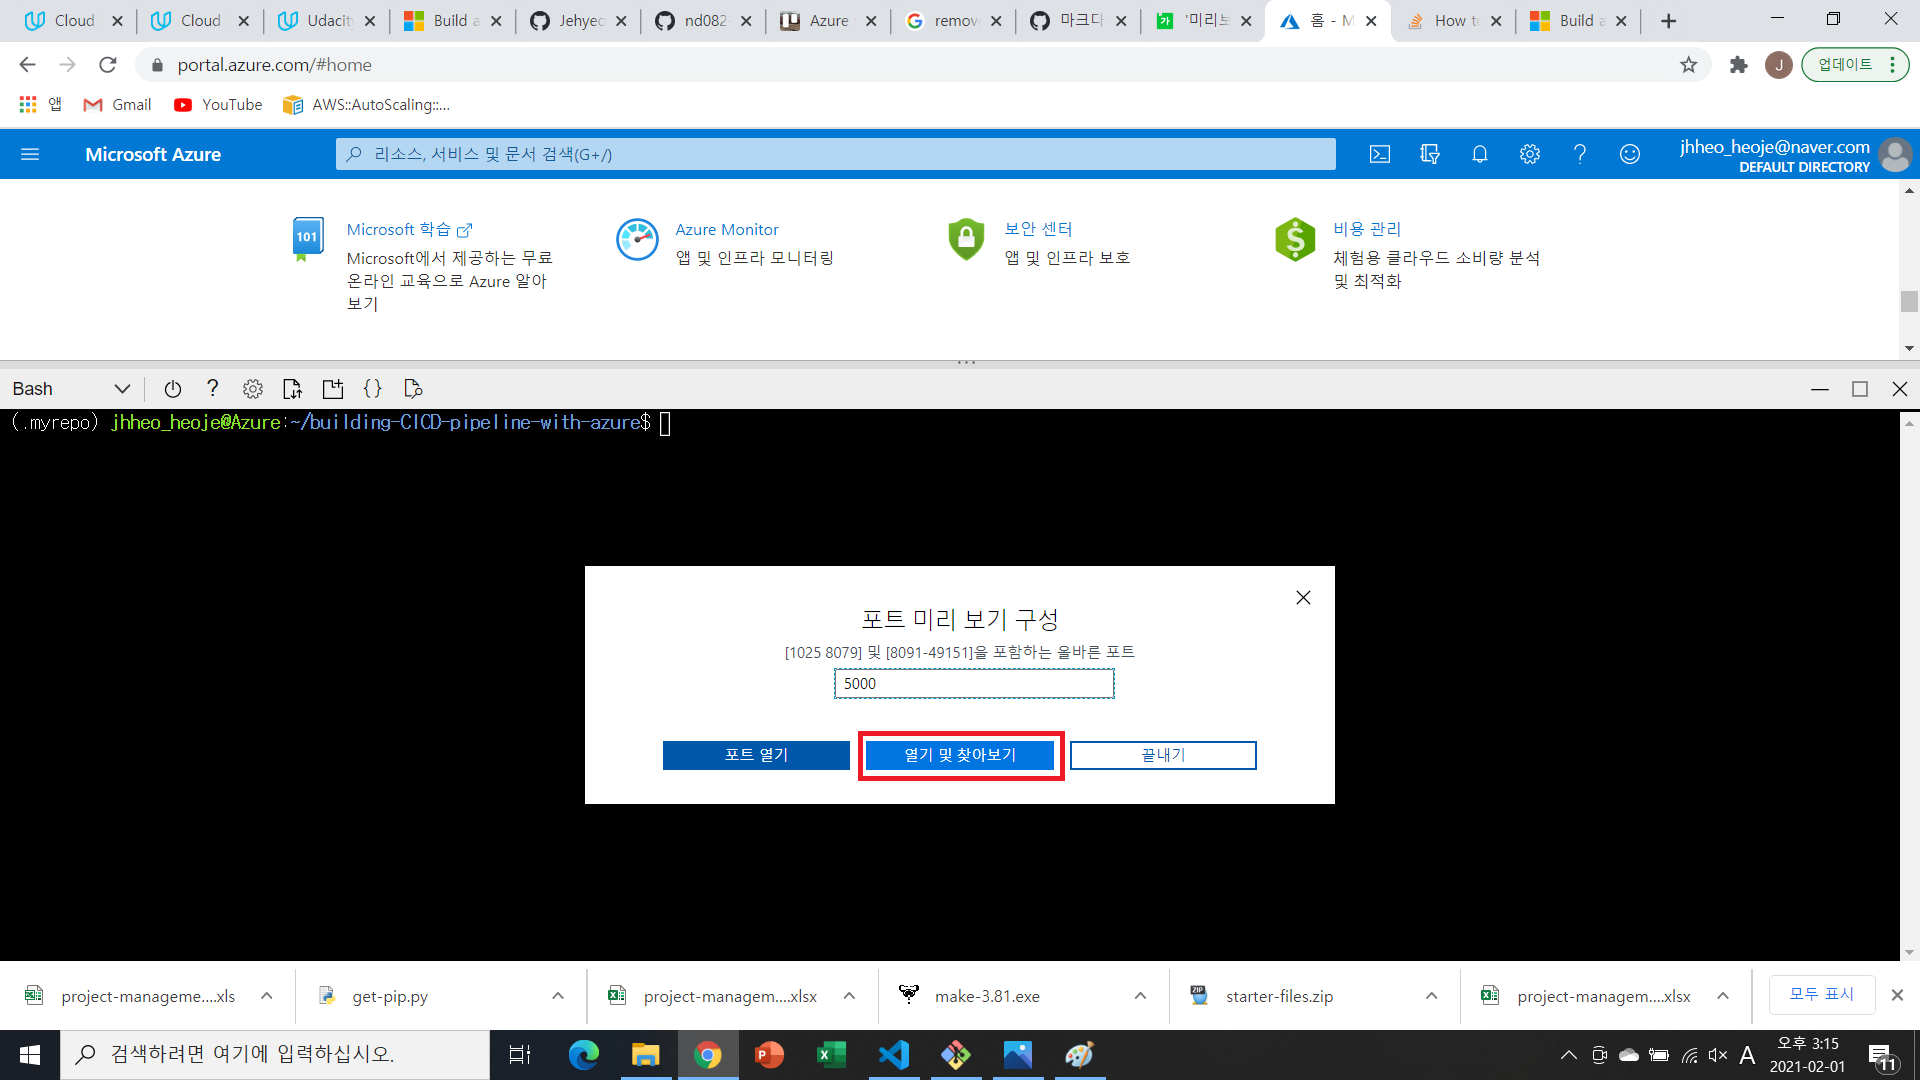 Cloud
Cloud
Udacity
Build a
Jehyeo
nd082-
Azure
remov
마크다
'미리보
홈 - M
How to
Build a
portal.azure.com/#home
J
업데이트
앱
Gmail
YouTube
AWS::AutoScaling::...
Microsoft Azure
리소스, 서비스 및 문서 검색(G+/)
jhheo_heoje@naver.com
DEFAULT DIRECTORY
101
Microsoft 학습
Microsoft에서 제공하는 무료
온라인 교육으로 Azure 알아
보기
Azure Monitor
앱 및 인프라 모니터링
보안 센터
앱 및 인프라 보호
비용 관리
체험용 클라우드 소비량 분석
및 최적화
Bash
(.myrepo) jhheo_heoje@Azure:~/building-CICD-pipeline-with-azure$
포트 미리 보기 구성
[1025 8079] 및 [8091-49151]을 포함하는 올바른 포트
5000
포트 열기
열기 및 찾아보기
끝내기
project-manageme....xls
get-pip.py
project-managem....xlsx
make-3.81.exe
starter-files.zip
project-managem....xlsx
모두 표시
검색하려면 여기에 입력하십시오.
A
오후 3:15
2021-02-01
11